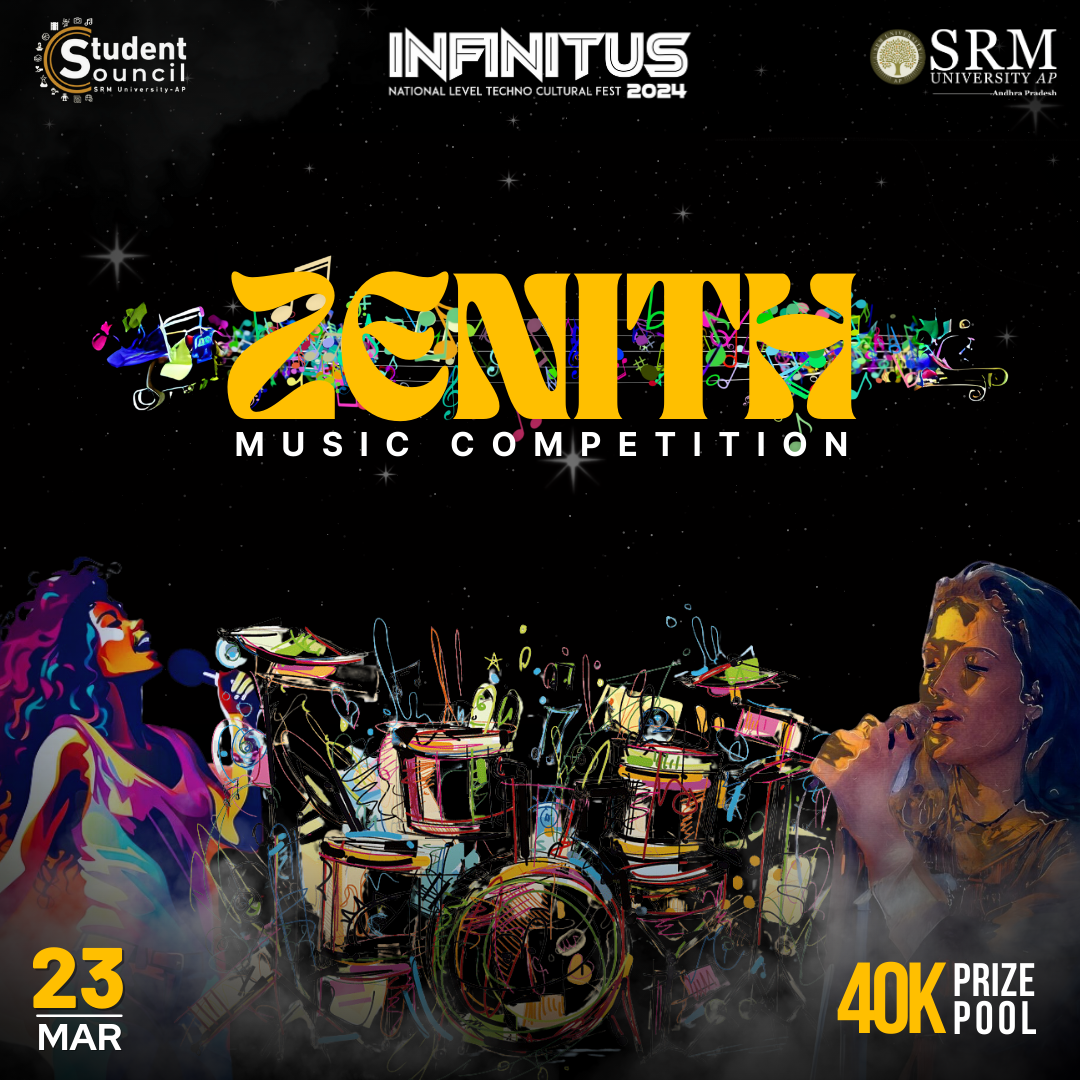 Student
Council
SRM University-AP
INFINITUS
NATIONAL LEVEL TECHNO CULTURAL FEST 2024
SRM
UNIVERSITY AP
Andhra Pradesh
ZENITH
MUSIC COMPETITION
23
MAR
40K PRIZE
POOL